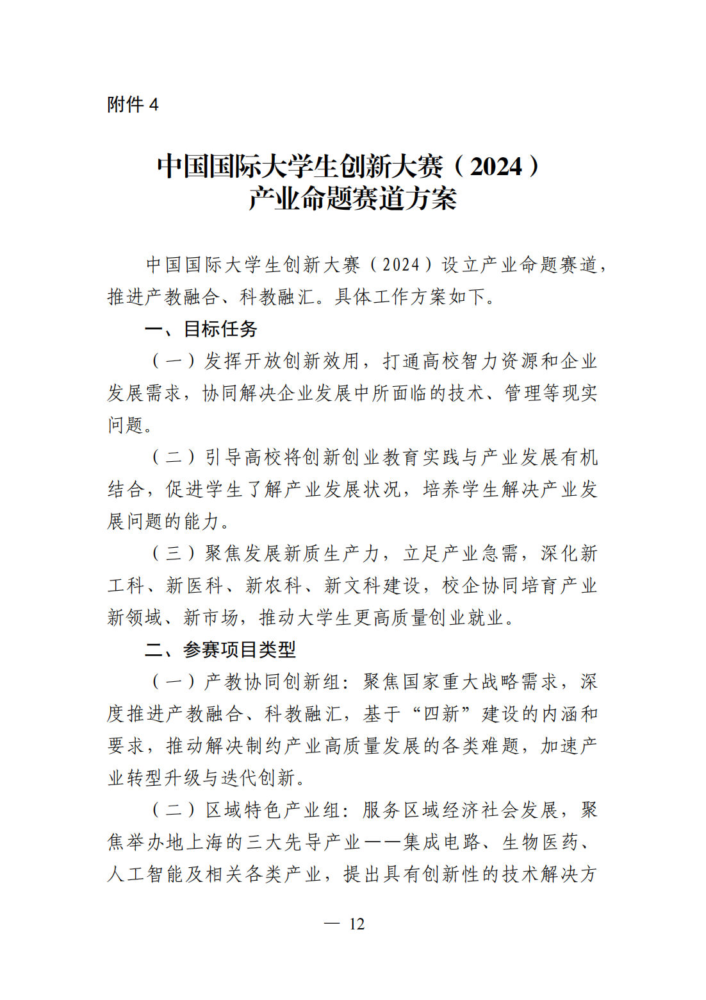 附件 4
中国国际大学生创新大赛（2024）
产业命题赛道方案
中国国际大学生创新大赛（2024）设立产业命题赛道，
推进产教融合、科教融汇。具体工作方案如下。
一、目标任务
（一）发挥开放创新效用，打通高校智力资源和企业
发展需求，协同解决企业发展中所面临的技术、管理等现实
问题。
（二）引导高校将创新创业教育实践与产业发展有机
结合，促进学生了解产业发展状况，培养学生解决产业发
展问题的能力。
（三）聚焦发展新质生产力，立足产业急需，深化新
工科、新医科、新农科、新文科建设，校企协同培育产业
新领域、新市场，推动大学生更高质量创业就业。
二、参赛项目类型
（一）产教协同创新组：聚焦国家重大战略需求，深
度推进产教融合、科教融汇，基于“四新”建设的内涵和
要求，推动解决制约产业高质量发展的各类难题，加速产
业转型升级与迭代创新。
（二）区域特色产业组：服务区域经济社会发展，聚
焦举办地上海的三大先导产业——集成电路、生物医药、
人工智能及相关各类产业，提出具有创新性的技术解决方
— 12